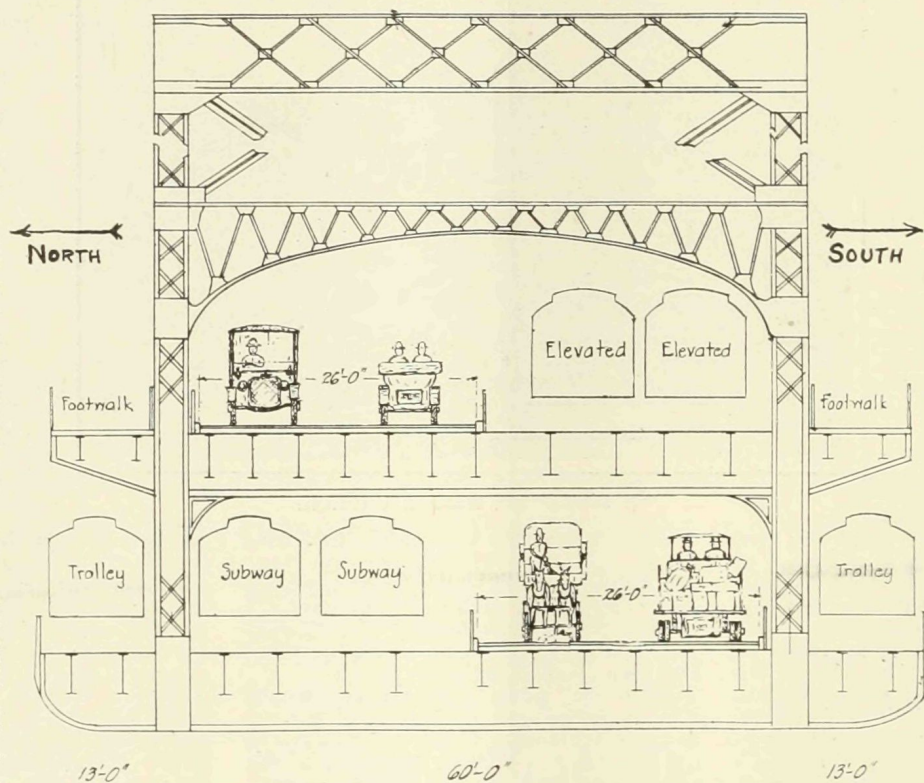 NORTH
SOUTH
Elevated Elevated
26'-0"
Footwalk
Footwalk
Trolley
Subway
Subway
26'-0"
Trolley
13'-0"
60'-0"
13'-0"